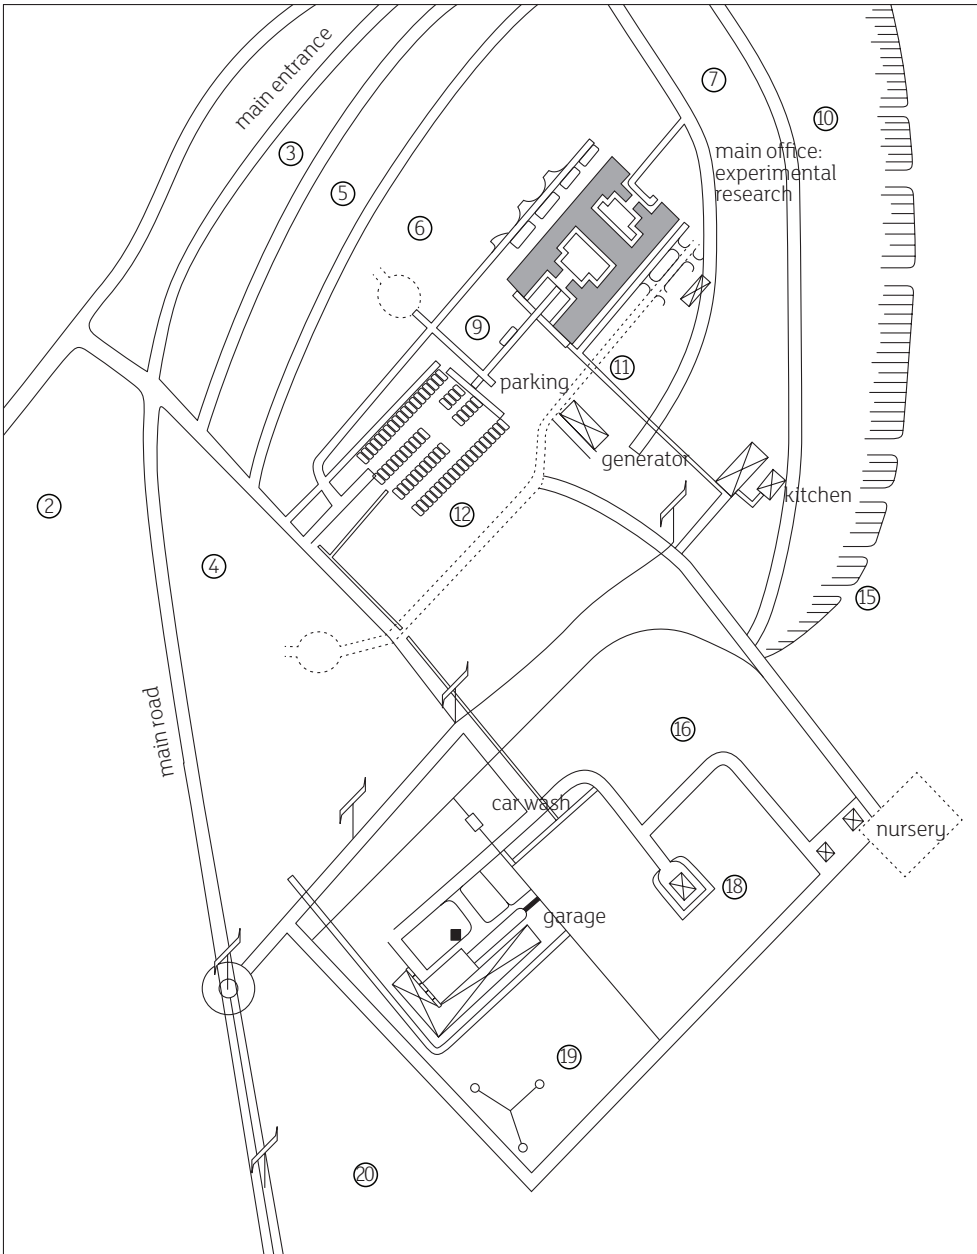 main entrance
7
10
3
main office:
experimental
research
5
6
9
11
parking
generator
kitchen
2
12
4
15
main road
16
car wash
nursery
18
garage
19
20